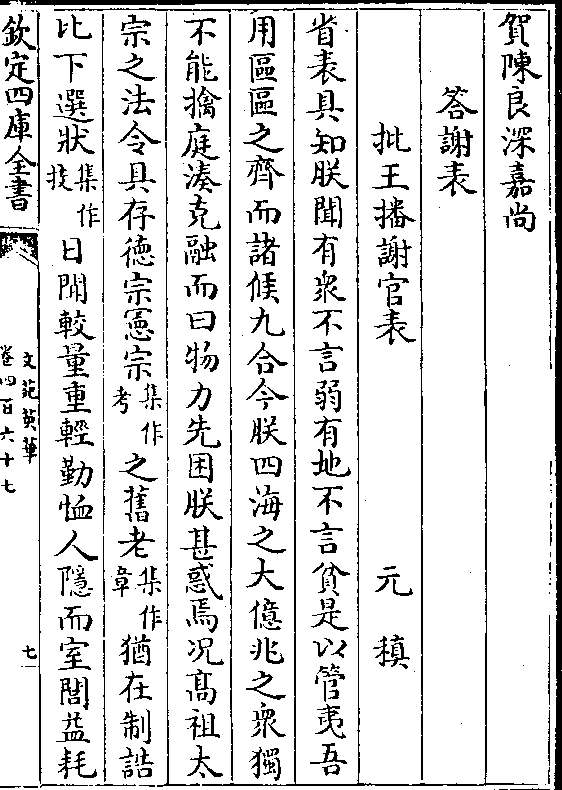 賀陳良深嘉尚
答謝表
批王播謝官表 元稹
省表具知朕聞有衆不言弱有地不言貧是以管夷吾
用區區之齊而諸侯九合今朕四海之大億兆之衆獨
不能擒庭湊克融而曰物力先困朕甚惑焉况髙祖太
宗之法令具存德宗憲宗集作考之舊老集作章猶在制誥
比下選狀集作技日聞較量重輕勤恤人隱而室閭益耗
欽定四庫全書
文苑英華
卷四百六十七
七